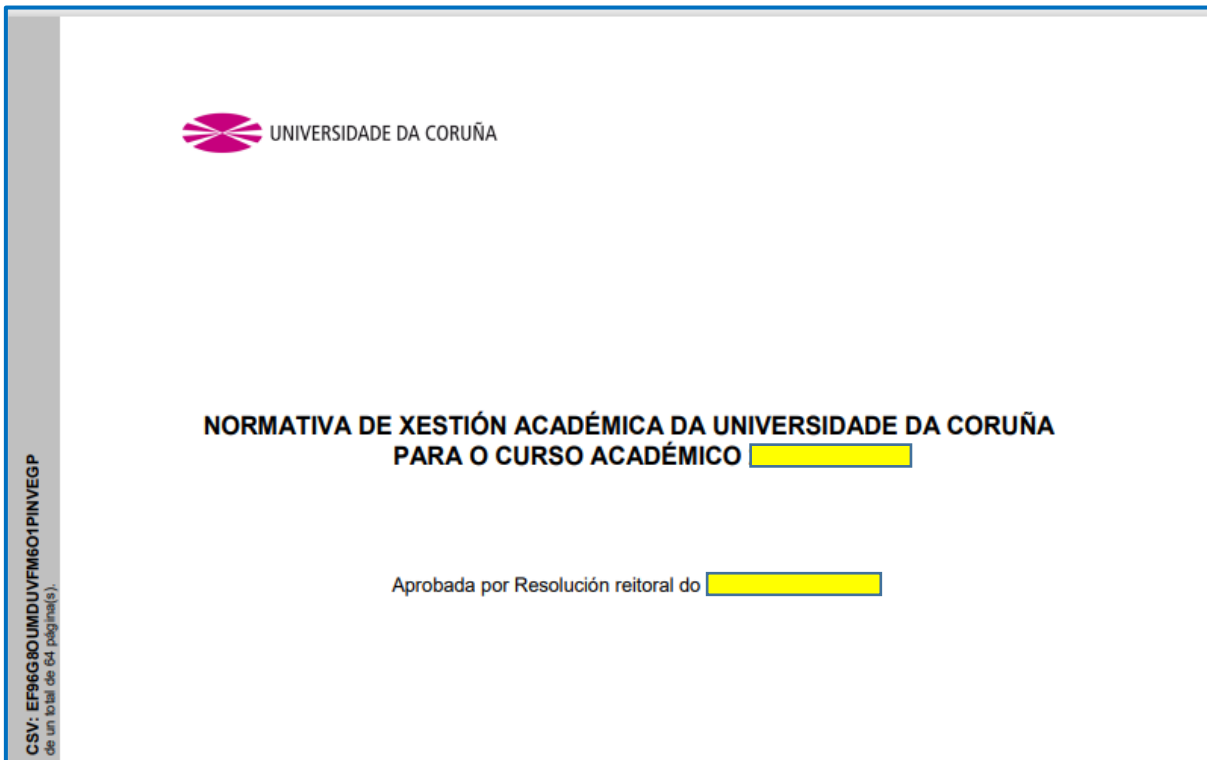 UNIVERSIDADE DA CORUÑA
NORMATIVA DE XESTIÓN ACADÉMICA DA UNIVERSIDADE DA CORUÑA
PARA O CURSO ACADÉMICO
Aprobada por Resolución reitoral do
CSV: EF96G8OUMDUVFM6O1PINVEGP
de un total de 64 página(s).